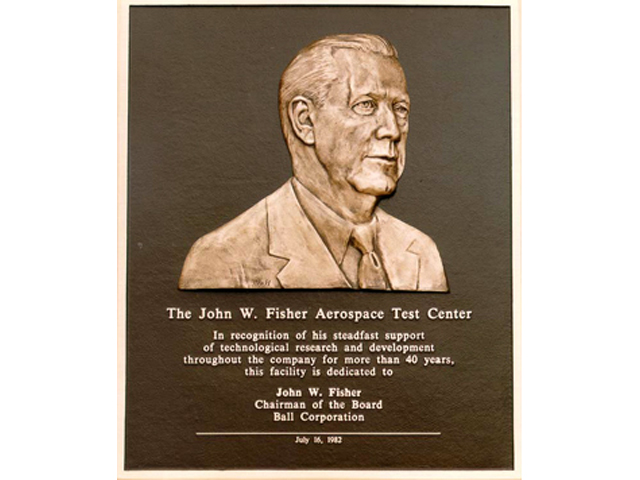 The John W. Fisher Aerospace Test Center
In recognition of his steadfast support
of technological research and development
throughout the company for more than 40 years,
this facility is dedicated to
John W. Fisher
Chairman of the Board
Ball Corporation
July 16, 1982